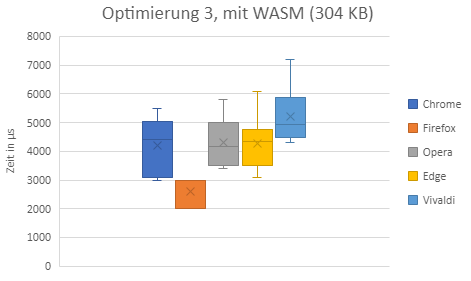 Optimierung 3, mit WASM (304 KB)
8000
7000
6000
5000
4000
3000
2000
1000
0
Zeit in µs
Chrome
Firefox
Opera
Edge
Vivaldi